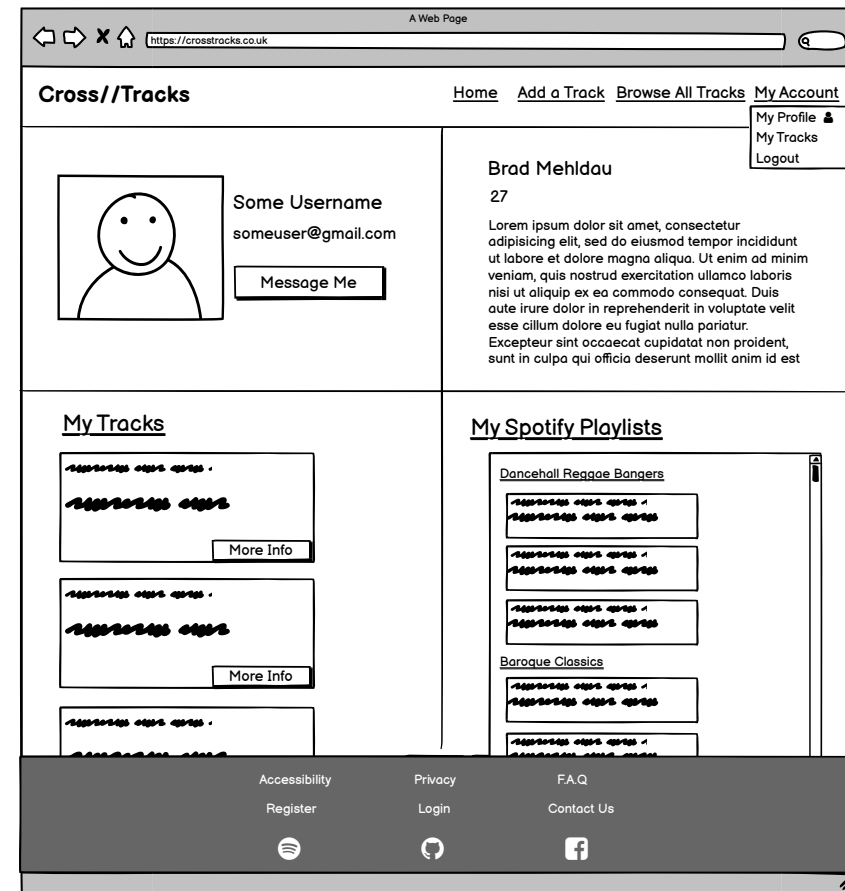 A Web Page
https://crosstracks.co.uk
Cross//Tracks
Home Add a Track Browse All Tracks My Account
My Profile
My Tracks
Logout
Some Username
someuser@gmail.com
Message Me
Brad Mehldau
27
Lorem ipsum dolor sit amet, consectetur
adipisicing elit, sed do eiusmod tempor incididunt
ut labore et dolore magna aliqua. Ut enim ad minim
veniam, quis nostrud exercitation ullamco laboris
nisi ut aliquip ex ea commodo consequat. Duis
aute irure dolor in reprehenderit in voluptate velit
esse cillum dolore eu fugiat nulla pariatur.
Excepteur sint occaecat cupidatat non proident,
sunt in culpa qui officia deserunt mollit anim id est
My Tracks
More Info
More Info
My Spotify Playlists
Dancehall Reggae Bangers
Baroque Classics
Accessibility Privacy F.A.Q
Register Login Contact Us